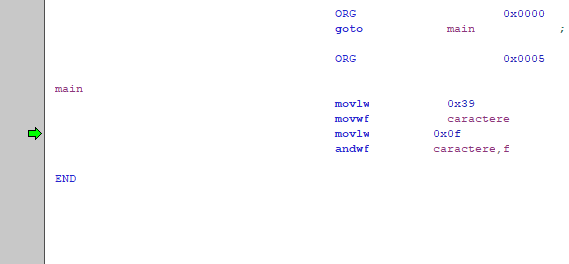 ORG 0x0000
goto main ;
ORG 0x0005
main
movlw 0x39
movwf caractere
movlw 0x0f
andwf caractere,f
END